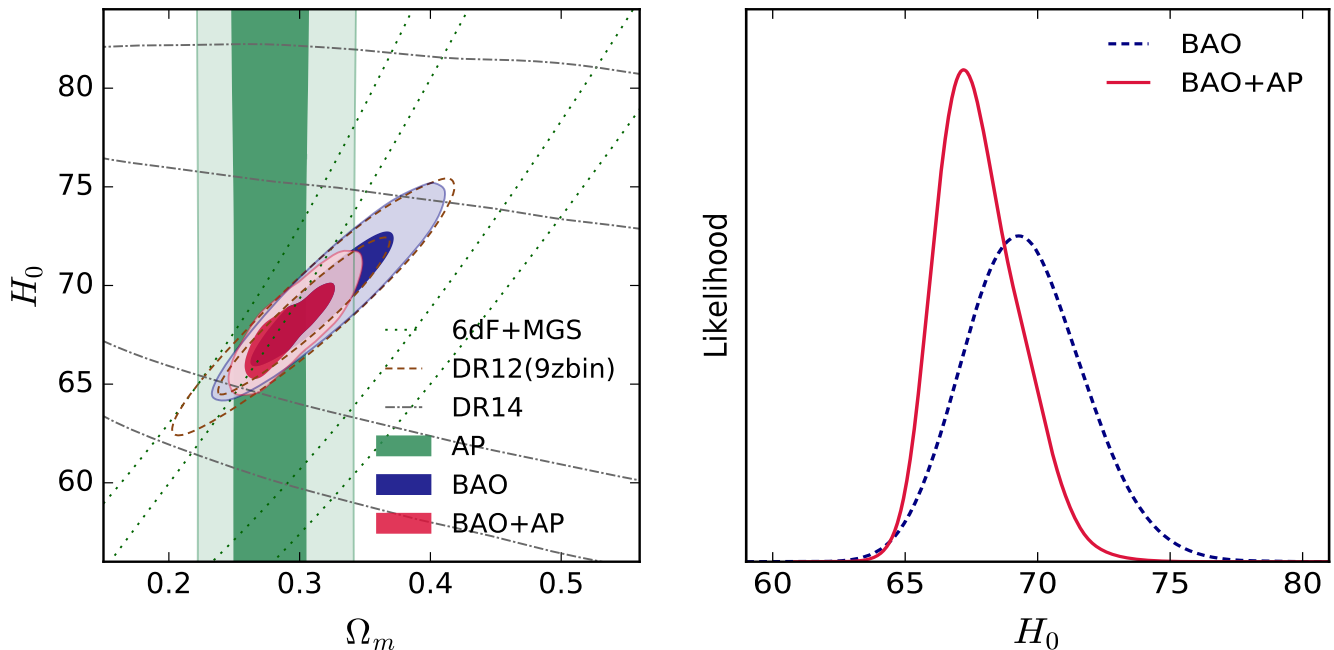 80
75
70
65
60
H₀
0.2 0.3 0.4 0.5
Ωₘ
6dF+MGS
DR12(9zbin)
DR14
AP
BAO
BAO+AP
Likelihood
BAO
BAO+AP
60 65 70 75 80
H₀